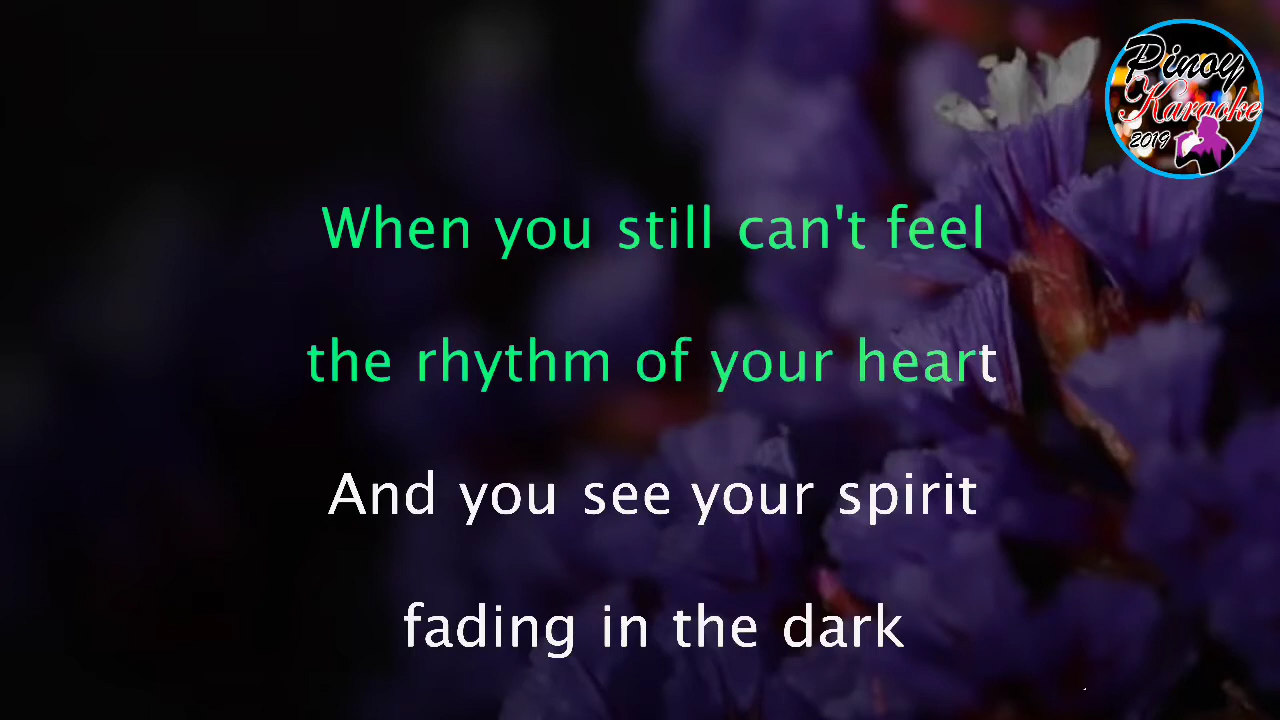 Pinoy
Karaoke
2019
When you still can't feel
the rhythm of your heart
And you see your spirit
fading in the dark